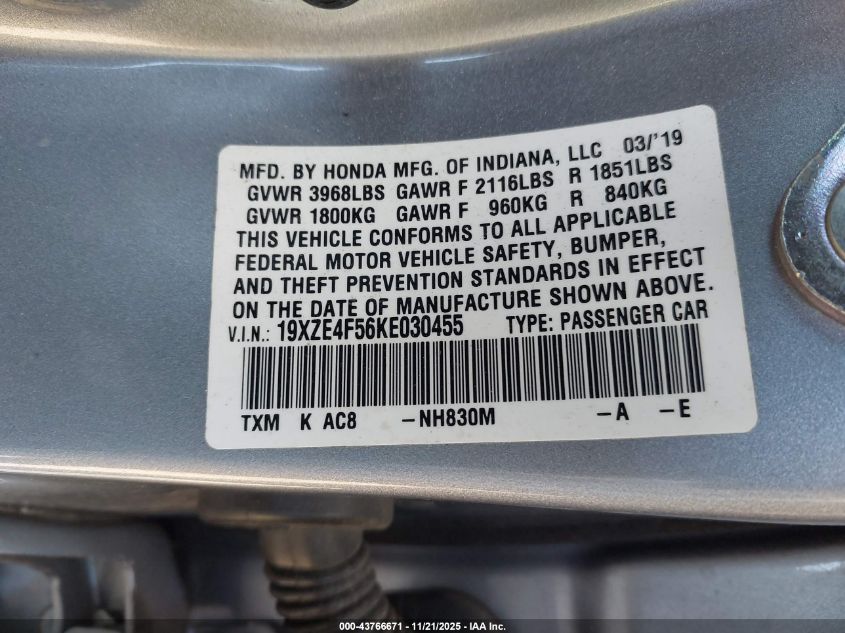 MFD. BY HONDA MFG. OF INDIANA, LLC 03/'19
GVWR 3968LBS GAWR F 2116LBS R 1851LBS
GVWR 1800KG GAWR F 960KG R 840KG
THIS VEHICLE CONFORMS TO ALL APPLICABLE
FEDERAL MOTOR VEHICLE SAFETY, BUMPER,
AND THEFT PREVENTION STANDARDS IN EFFECT
ON THE DATE OF MANUFACTURE SHOWN ABOVE.
V.I.N.: 19XZE4F56KE030455 TYPE: PASSENGER CAR
TXM K AC8 -NH830M -A -E
000-43766671 - 11/21/2025 - IAA Inc.